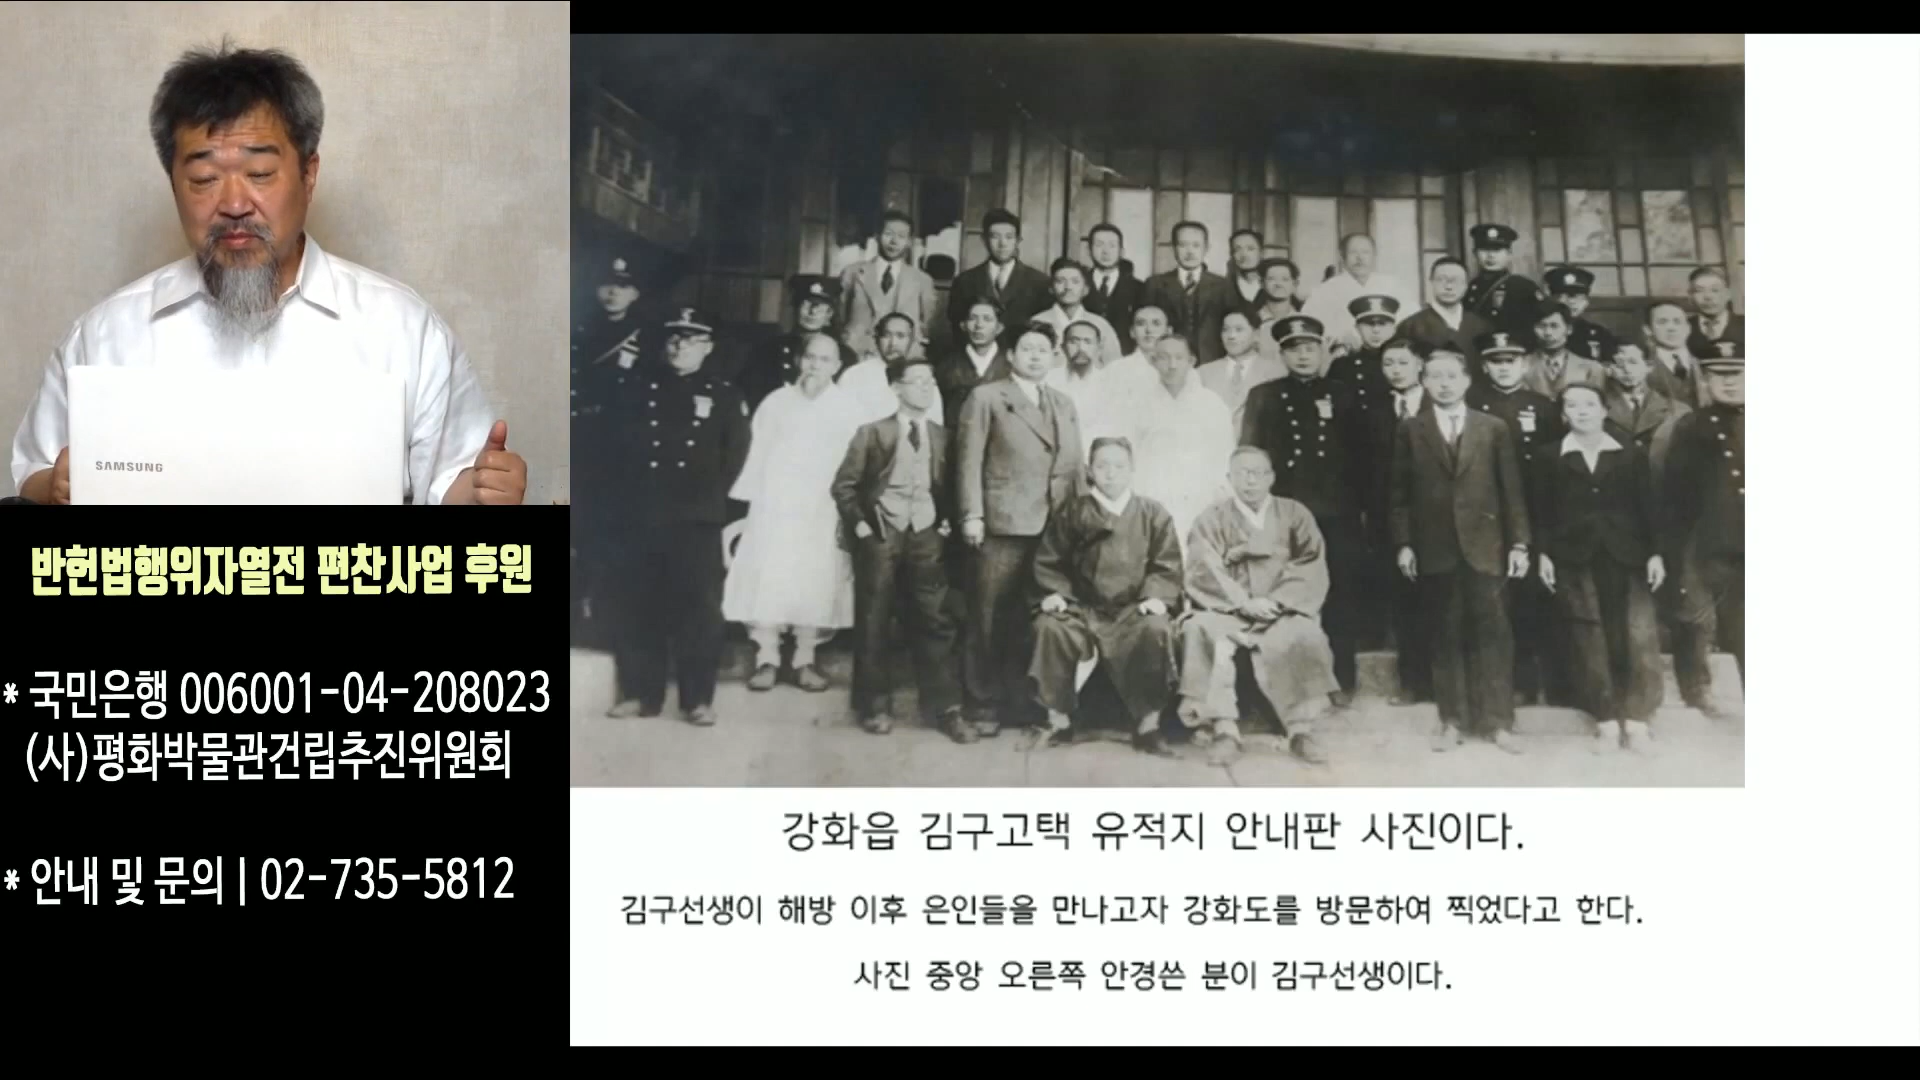 SAMSUNG
반헌법행위자열전 편찬사업 후원
* 국민은행 006001-04-208023
(사)평화박물관건립추진위원회
* 안내 및 문의 | 02-735-5812
강화읍 김구고택 유적지 안내판 사진이다.
김구선생이 해방 이후 은인들을 만나고자 강화도를 방문하여 찍었다고 한다.
사진 중앙 오른쪽 안경쓴 분이 김구선생이다.